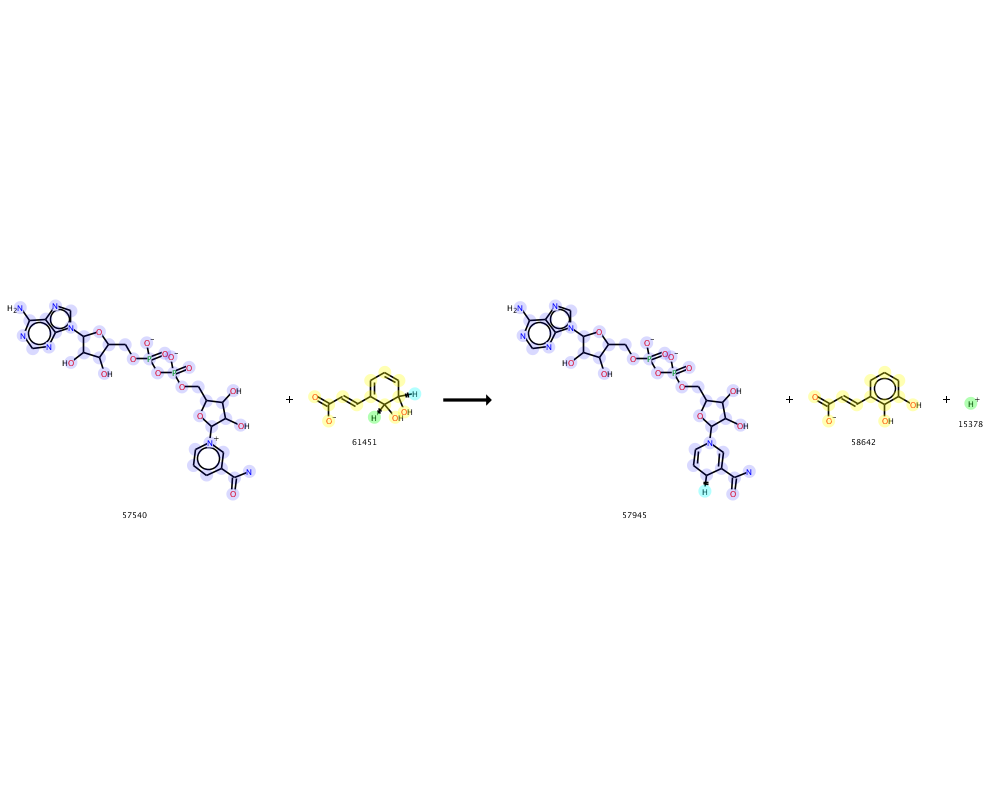 H₂N N N N N O HO OH O P O⁻ O O P O⁻ O O OH O OH N⁺ N O
57540
+
O O⁻ H OH OH H
61451
H₂N N N N N O HO OH O P O⁻ O O P O⁻ O O OH O OH N N O H
57945
+
O O⁻ OH OH
58642
+
H⁺
15378